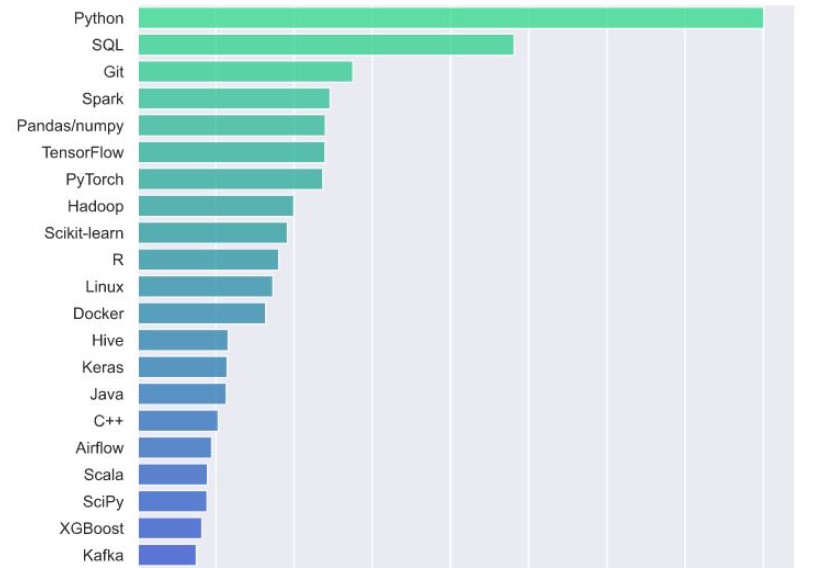 Python
SQL
Git
Spark
Pandas/numpy
TensorFlow
PyTorch
Hadoop
Scikit-learn
R
Linux
Docker
Hive
Keras
Java
C++
Airflow
Scala
SciPy
XGBoost
Kafka